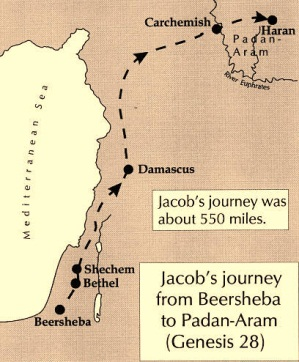 Carchemish
Haran
Padan-
Aram
River Euphrates
Mediterranean Sea
Damascus
Jacob's journey was
about 550 miles.
Shechem
Bethel
Beersheba
Jacob's journey
from Beersheba
to Padan-Aram
(Genesis 28)